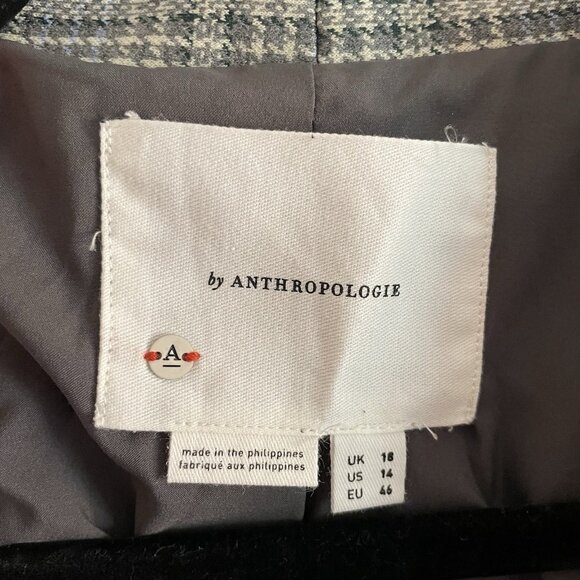 by ANTHROPOLOGIE
A
made in the philippines
fabriqué aux philippines
UK 18
US 14
EU 46